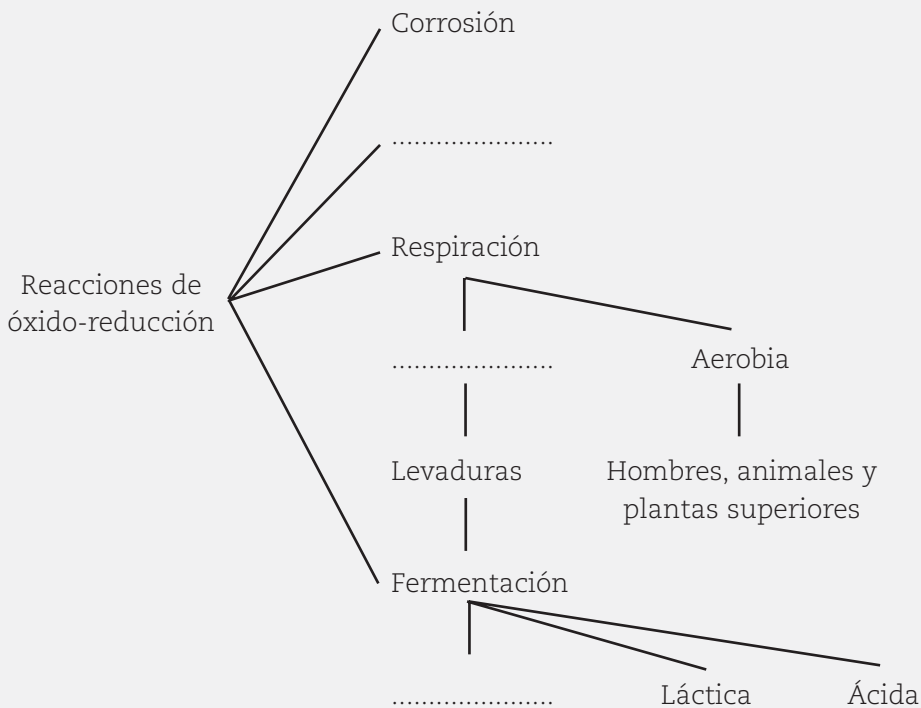 Corrosión
......................
Respiración
Reacciones de
óxido-reducción
......................
Aerobia
Levaduras
Hombres, animales y
plantas superiores
Fermentación
......................
Láctica
Ácida